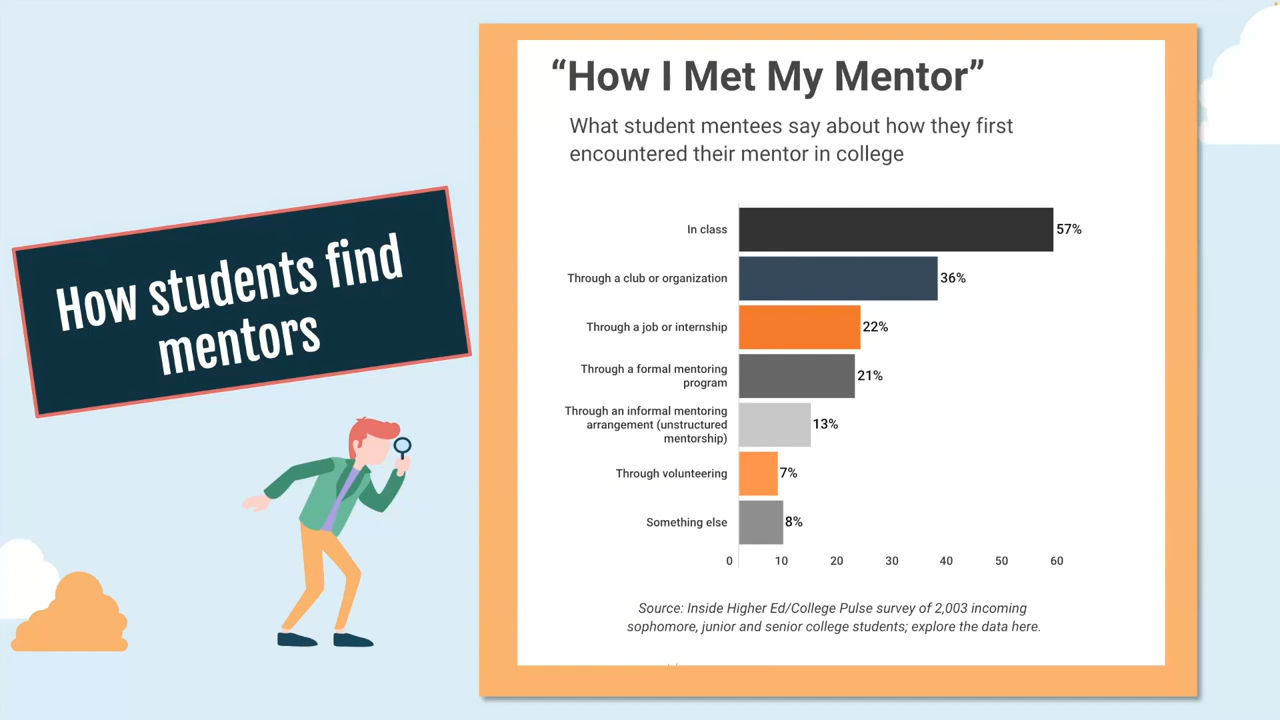 How students find
mentors
“How I Met My Mentor”
What student mentees say about how they first
encountered their mentor in college
In class
57%
Through a club or organization
36%
Through a job or internship
22%
Through a formal mentoring
program
21%
Through an informal mentoring
arrangement (unstructured
mentorship)
13%
Through volunteering
7%
Something else
8%
0 10 20 30 40 50 60
Source: Inside Higher Ed/College Pulse survey of 2,003 incoming
sophomore, junior and senior college students; explore the data here.